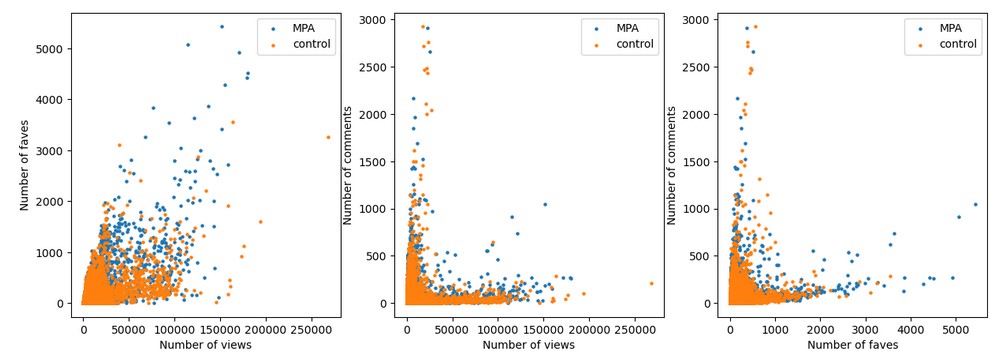 MPA
control
5000
4000
3000
2000
1000
0
Number of faves
0 50000 100000 150000 200000 250000
Number of views
MPA
control
3000
2500
2000
1500
1000
500
0
Number of comments
0 50000 100000 150000 200000 250000
Number of views
MPA
control
3000
2500
2000
1500
1000
500
0
Number of comments
0 1000 2000 3000 4000 5000
Number of faves